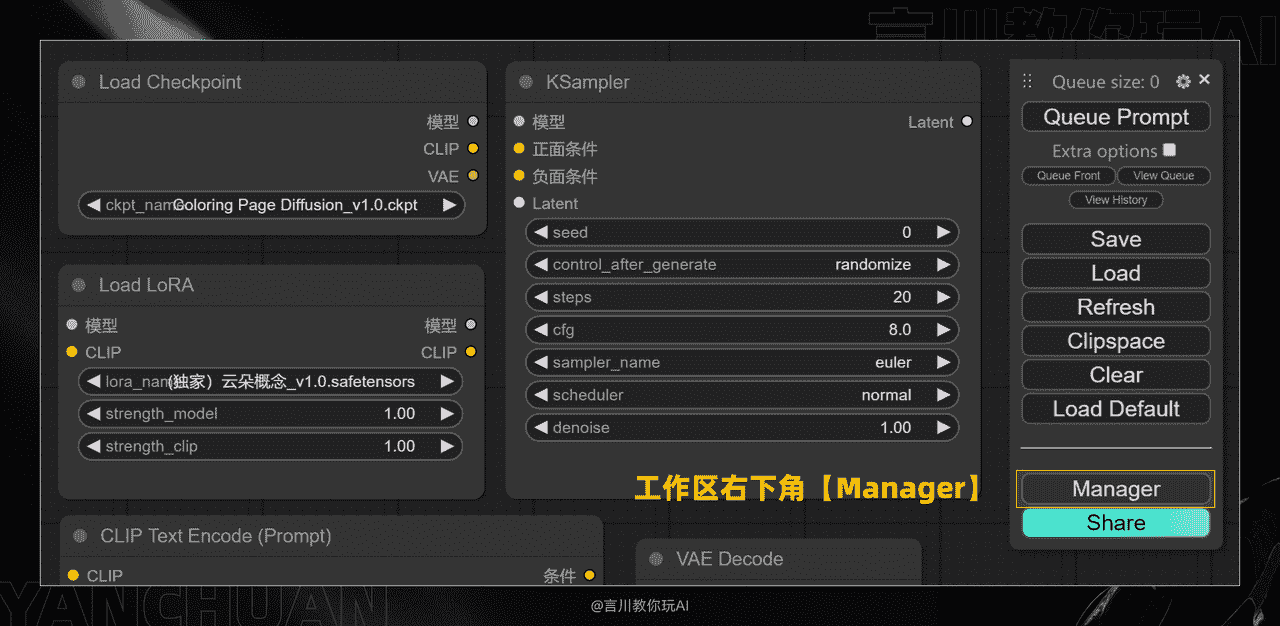 言川教你玩AI
Load Checkpoint
模型
CLIP
VAE
ckpt_nam Coloring Page Diffusion_v1.0.ckpt
Load LoRA
模型 模型
CLIP CLIP
lora_nam (独家）云朵概念_v1.0.safetensors
strength_model 1.00
strength_clip 1.00
CLIP Text Encode (Prompt)
CLIP 条件
KSampler
模型 Latent
正面条件
负面条件
Latent
seed 0
control_after_generate randomize
steps 20
cfg 8.0
sampler_name euler
scheduler normal
denoise 1.00
工作区右下角【Manager】
VAE Decode
Queue size: 0
Queue Prompt
Extra options
Queue Front View Queue
View History
Save
Load
Refresh
Clipspace
Clear
Load Default
Manager
Share
YANCHUAN
@言川教你玩AI